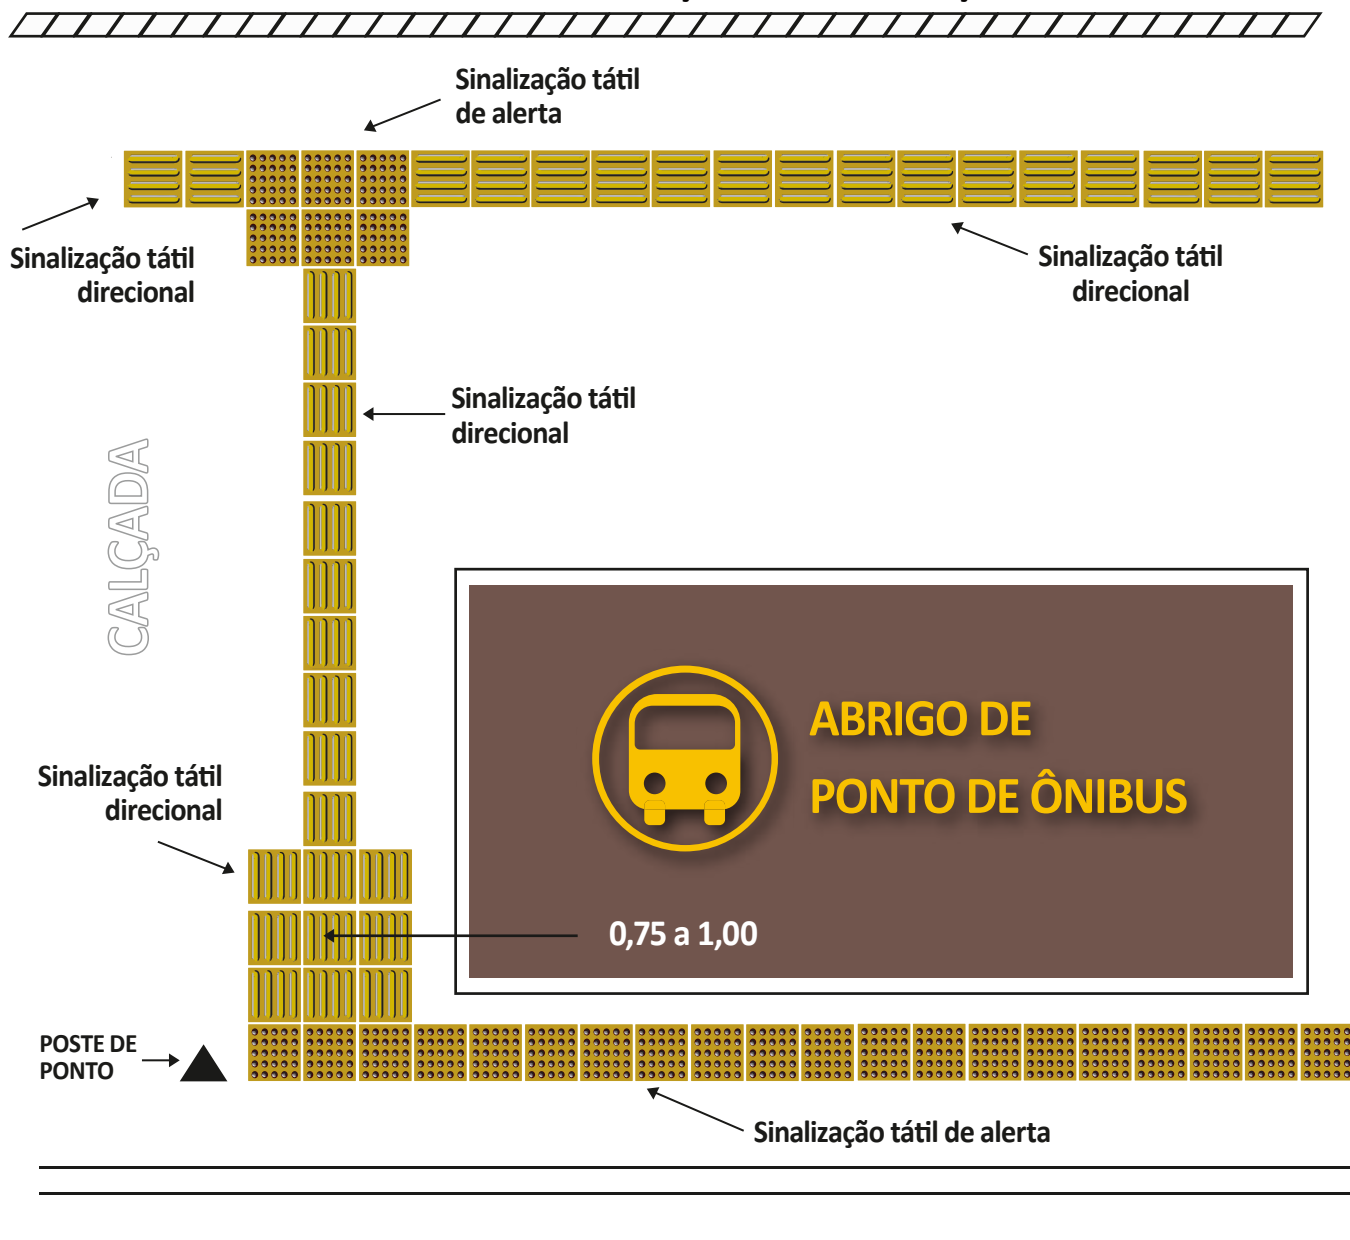 Sinalização tátil
de alerta
Sinalização tátil
direcional
Sinalização tátil
direcional
Sinalização tátil
direcional
CALÇADA
ABRIGO DE
PONTO DE ÔNIBUS
Sinalização tátil
direcional
0,75 a 1,00
POSTE DE
PONTO
Sinalização tátil de alerta